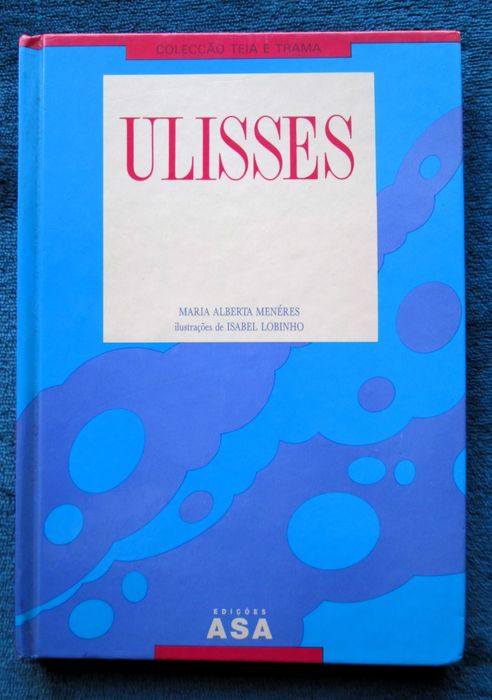 COLECÇÃO TEIA E TRAMA
ULISSES
MARIA ALBERTA MENÉRES
ilustrações de ISABEL LOBINHO
EDIÇÕES
ASA